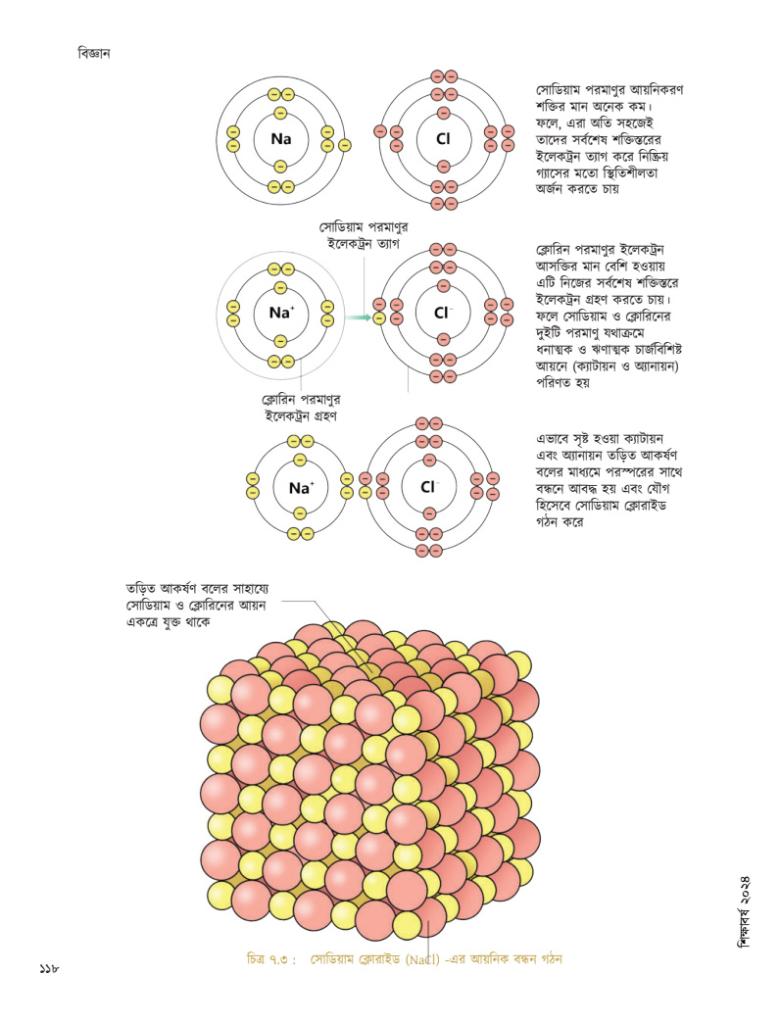 বিজ্ঞান
Na
Cl
সোডিয়াম পরমাণুর আয়নিকরণ
শক্তির মান অনেক কম।
ফলে, এরা অতি সহজেই
তাদের সর্বশেষ শক্তিস্তরের
ইলেকট্রন ত্যাগ করে নিষ্ক্রিয়
গ্যাসের মতো স্থিতিশীলতা
অর্জন করতে চায়
সোডিয়াম পরমাণুর
ইলেকট্রন ত্যাগ
Na⁺
Cl⁻
ক্লোরিন পরমাণুর ইলেকট্রন
আসক্তির মান বেশি হওয়ায়
এটি নিজের সর্বশেষ শক্তিস্তরে
ইলেকট্রন গ্রহণ করতে চায়।
ফলে সোডিয়াম ও ক্লোরিনের
দুইটি পরমাণু যথাক্রমে
ধনাত্মক ও ঋণাত্মক চার্জবিশিষ্ট
আয়নে (ক্যাটায়ন ও অ্যানায়ন)
পরিণত হয়
ক্লোরিন পরমাণুর
ইলেকট্রন গ্রহণ
Na⁺
Cl⁻
এভাবে সৃষ্ট হওয়া ক্যাটায়ন
এবং অ্যানায়ন তড়িত আকর্ষণ
বলের মাধ্যমে পরস্পরের সাথে
বন্ধনে আবদ্ধ হয় এবং যৌগ
হিসেবে সোডিয়াম ক্লোরাইড
গঠন করে
তড়িত আকর্ষণ বলের সাহায্যে
সোডিয়াম ও ক্লোরিনের আয়ন
একত্রে যুক্ত থাকে
চিত্র ৭.৩ : সোডিয়াম ক্লোরাইড (NaCl) -এর আয়নিক বন্ধন গঠন
১১৮
শিক্ষাবর্ষ ২০২৪